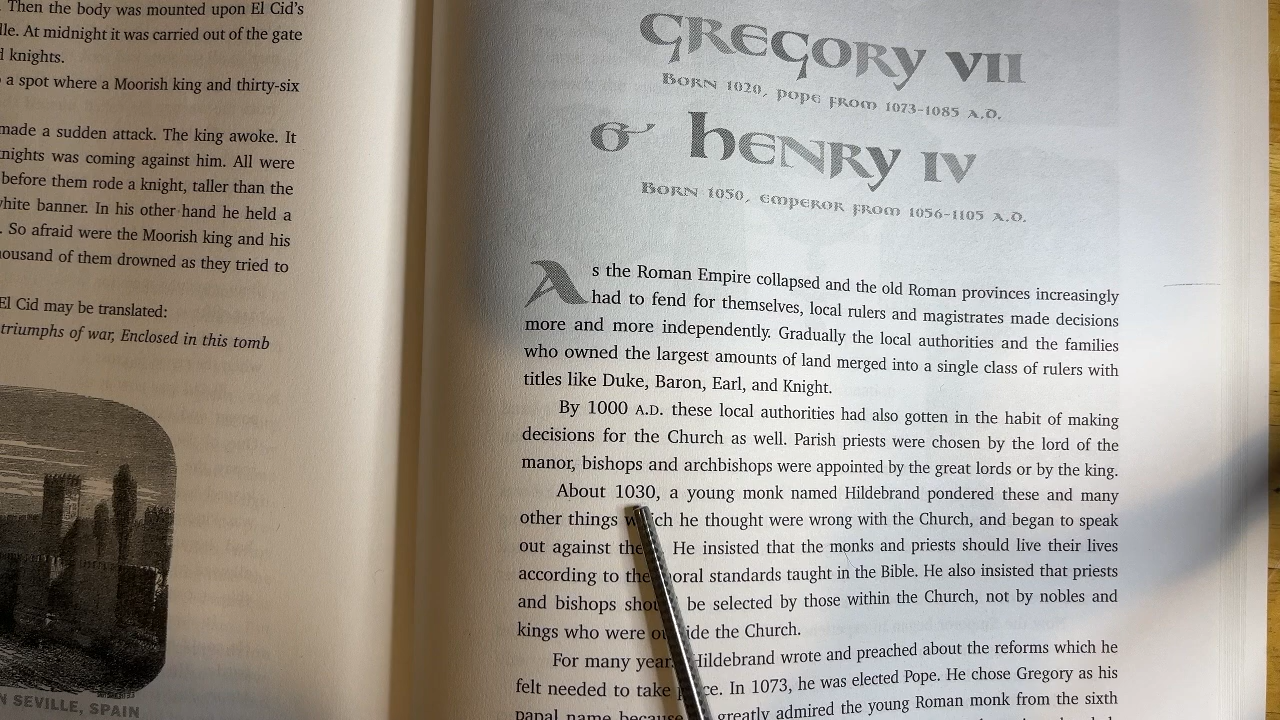 Then the body was mounted upon El Cid's
At midnight it was carried out of the gate
knights.
a spot where a Moorish king and thirty-six
made a sudden attack. The king awoke. It
nights was coming against him. All were
before them rode a knight, taller than the
white banner. In his other hand he held a
So afraid were the Moorish king and his
thousand of them drowned as they tried to
El Cid may be translated:
triumphs of war, Enclosed in this tomb
N SEVILLE, SPAIN
GREGORY VII
BORN 1020, POPE FROM 1073-1085 A.D.
& HENRY IV
BORN 1050, EMPEROR FROM 1056-1105 A.D.
As the Roman Empire collapsed and the old Roman provinces increasingly
had to fend for themselves, local rulers and magistrates made decisions
more and more independently. Gradually the local authorities and the families
who owned the largest amounts of land merged into a single class of rulers with
titles like Duke, Baron, Earl, and Knight.
By 1000 A.D. these local authorities had also gotten in the habit of making
decisions for the Church as well. Parish priests were chosen by the lord of the
manor, bishops and archbishops were appointed by the great lords or by the king.
About 1030, a young monk named Hildebrand pondered these and many
other things which he thought were wrong with the Church, and began to speak
out against them. He insisted that the monks and priests should live their lives
according to the moral standards taught in the Bible. He also insisted that priests
and bishops should be selected by those within the Church, not by nobles and
kings who were outside the Church.
For many years Hildebrand wrote and preached about the reforms which he
felt needed to take place. In 1073, he was elected Pope. He chose Gregory as his
papal name because greatly admired the young Roman monk from the sixth